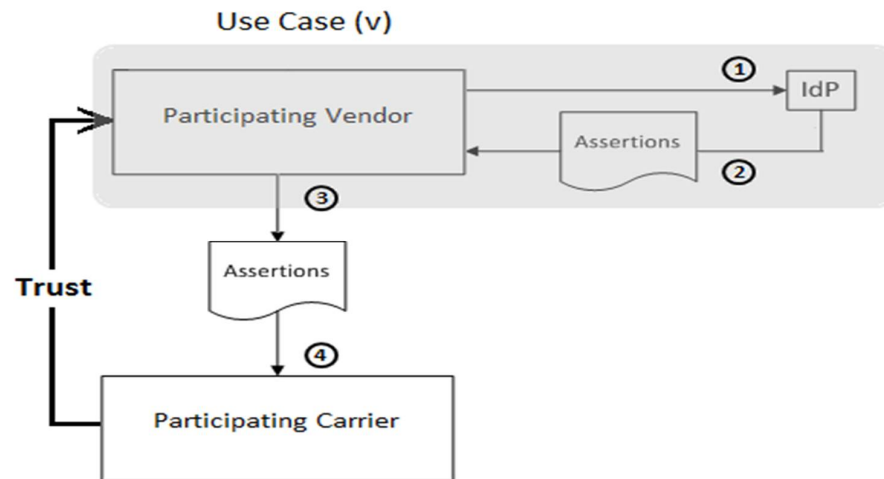 Use Case (v)
①
IdP
Participating Vendor
Assertions
②
③
Assertions
Trust
④
Participating Carrier